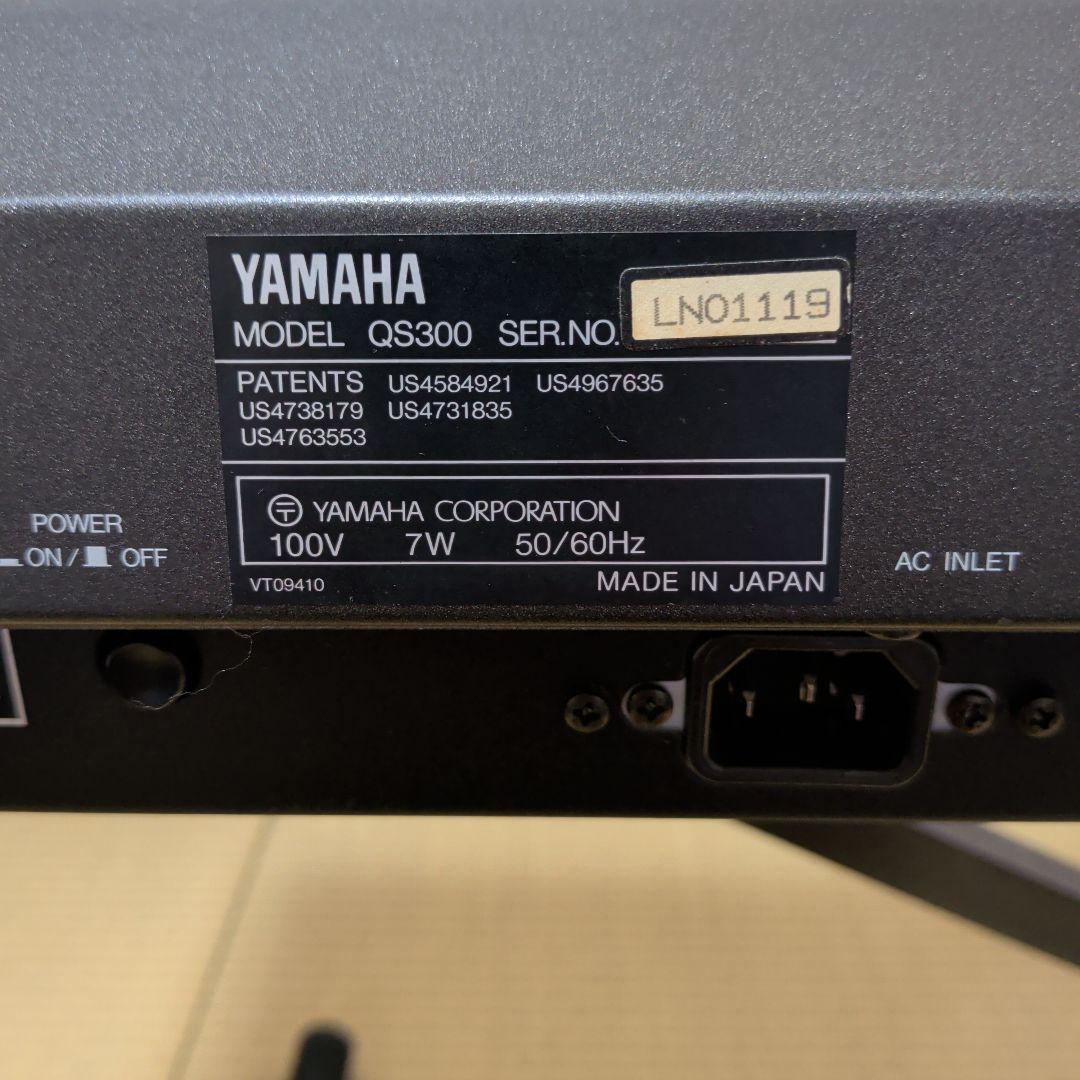 YAMAHA
MODEL QS300 SER.NO. LN01119
PATENTS US4584921 US4967635
US4738179 US4731835
US4763553
YAMAHA CORPORATION
100V 7W 50/60Hz
VT09410 MADE IN JAPAN
POWER
ON / OFF
AC INLET